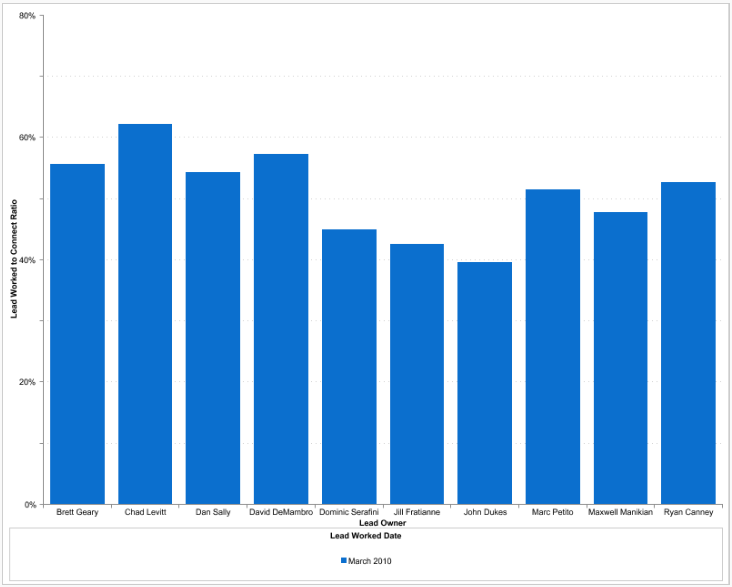 80%
60%
40%
20%
0%
Lead Worked to Connect Ratio
Brett Geary Chad Levitt Dan Sally David DeMambro Dominic Serafini Jill Fratianne John Dukes Marc Petito Maxwell Manikian Ryan Canney
Lead Owner
Lead Worked Date
March 2010